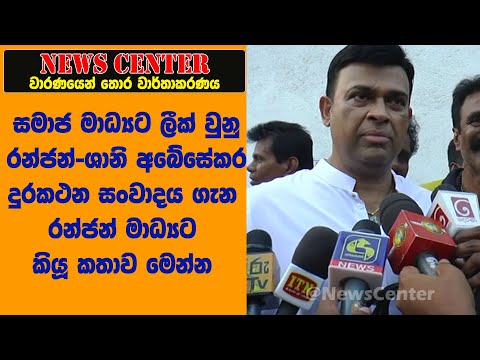 NEWS CENTER
වාරණයෙන් තොර වාර්තාකරණය
සමාජ මාධ්‍යට ලීක් වුනු
රන්ජන්-ශානි අබේසේකර
දුරකථන සංවාදය ගැන
රන්ජන් මාධ්‍යට
කියූ කතාව මෙන්න
NEWS
ITN
TV
@NewsCenter